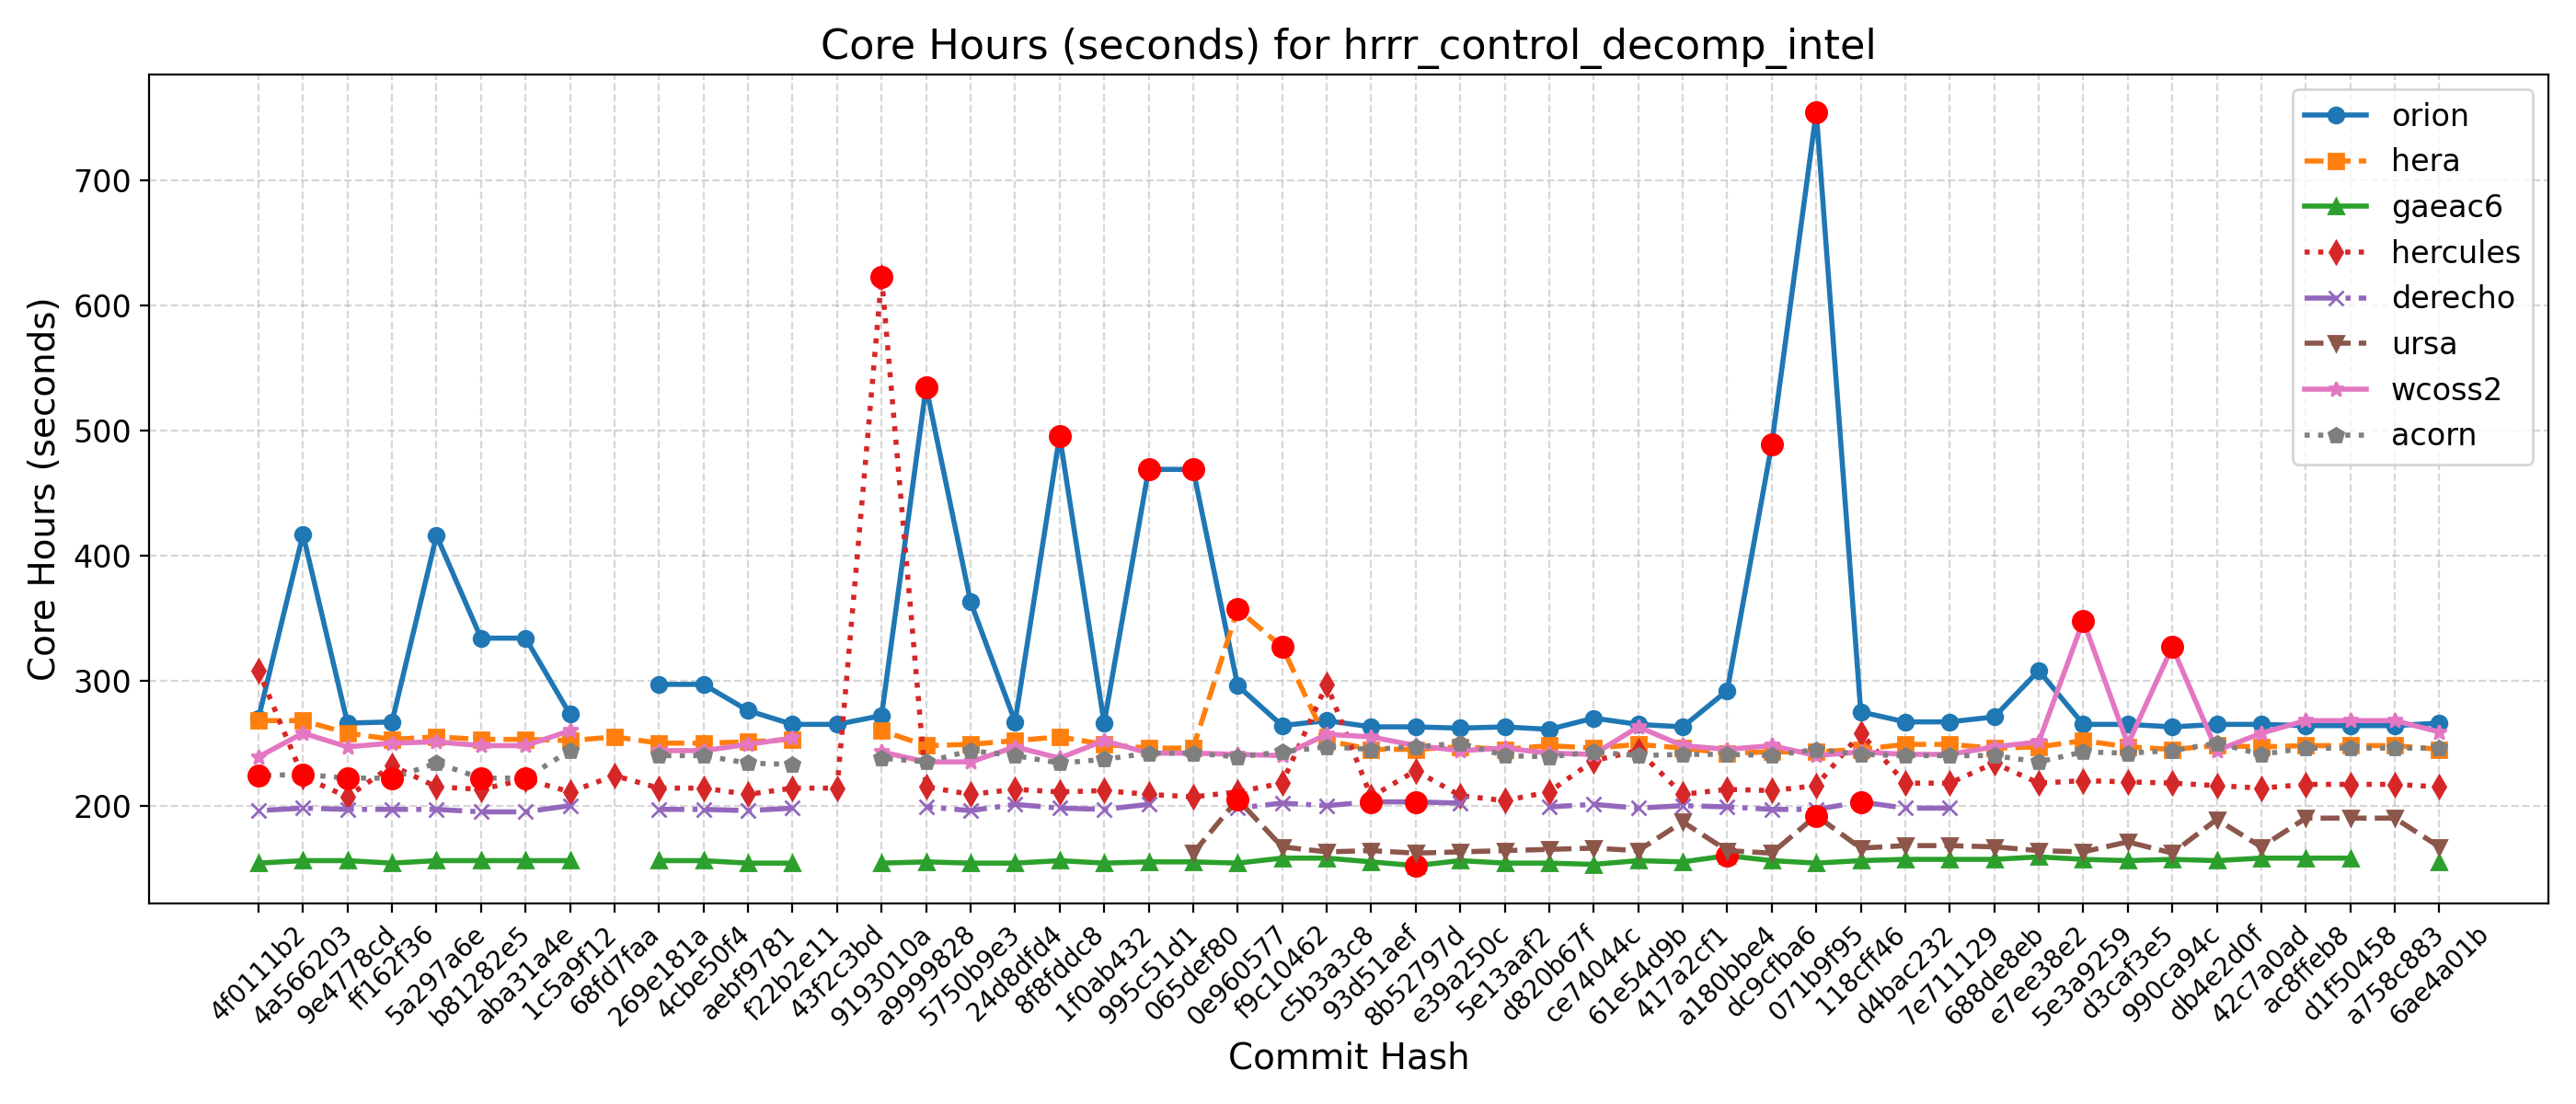 Core Hours (seconds) for hrrr_control_decomp_intel
Core Hours (seconds)
700
600
500
400
300
200
orion
hera
gaeac6
hercules
derecho
ursa
wcoss2
acorn
4f0111b2
4a566203
9e4778cd
ff162f36
5a297a6e
b81282e5
aba31a4e
1c5a9f12
68fd7faa
269e181a
4cbe50f4
aebf9781
f22b2e11
43f2c3bd
9193010a
a9999828
5750b9e3
24d8dfd4
8f8fddc8
1f0ab432
995c51d1
065def80
0e960577
f9c10462
c5b3a3c8
93d51aef
8b52797d
e39a250c
5e13aaf2
d820b67f
ce74044c
61e54d9b
417a2cf1
a180bbe4
dc9cfba6
071b9f95
118cff46
d4bac232
7e711129
688de8eb
e7ee38e2
5e3a9259
d3caf3e5
990ca94c
db4e2d0f
42c7a0ad
ac8ffeb8
d1f50458
a758c883
6ae4a01b
Commit Hash